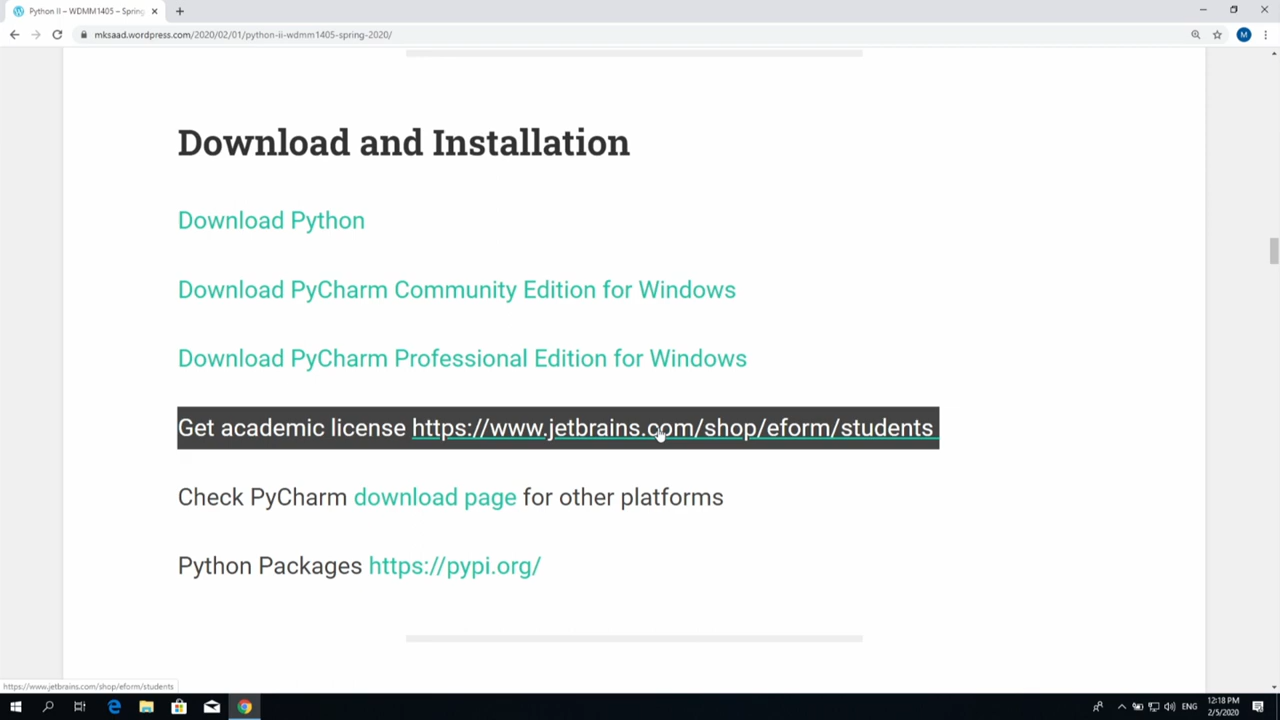 Python II – WDMM1405 – Spring
mksaad.wordpress.com/2020/02/01/python-ii-wdmm1405-spring-2020/
M
Download and Installation
Download Python
Download PyCharm Community Edition for Windows
Download PyCharm Professional Edition for Windows
Get academic license https://www.jetbrains.com/shop/eform/students
Check PyCharm download page for other platforms
Python Packages https://pypi.org/
https://www.jetbrains.com/shop/eform/students
ENG
12:18 PM
2/5/2020